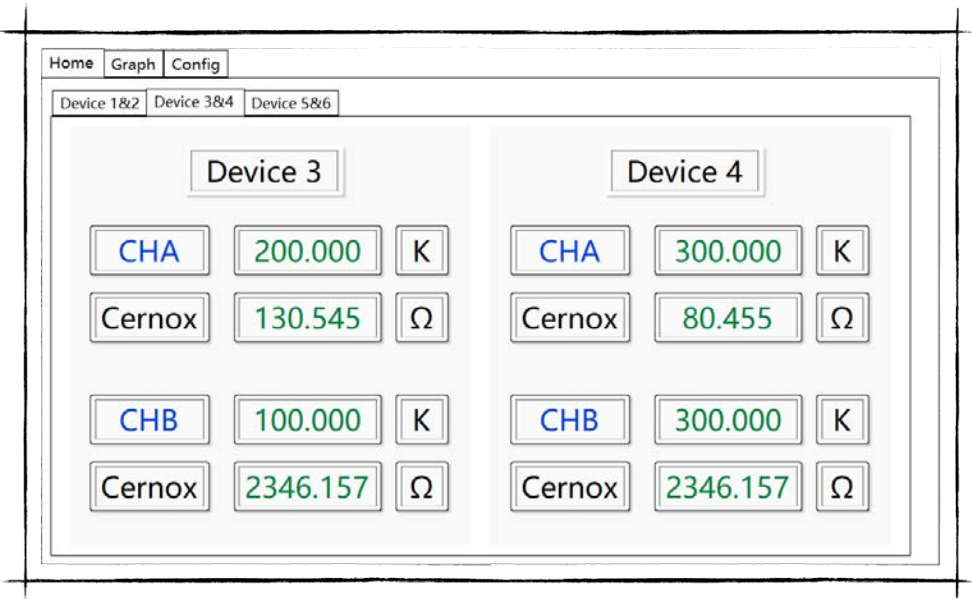 Home Graph Config
Device 1&2 Device 3&4 Device 5&6
Device 3
CHA 200.000 K
Cernox 130.545 Ω
CHB 100.000 K
Cernox 2346.157 Ω
Device 4
CHA 300.000 K
Cernox 80.455 Ω
CHB 300.000 K
Cernox 2346.157 Ω